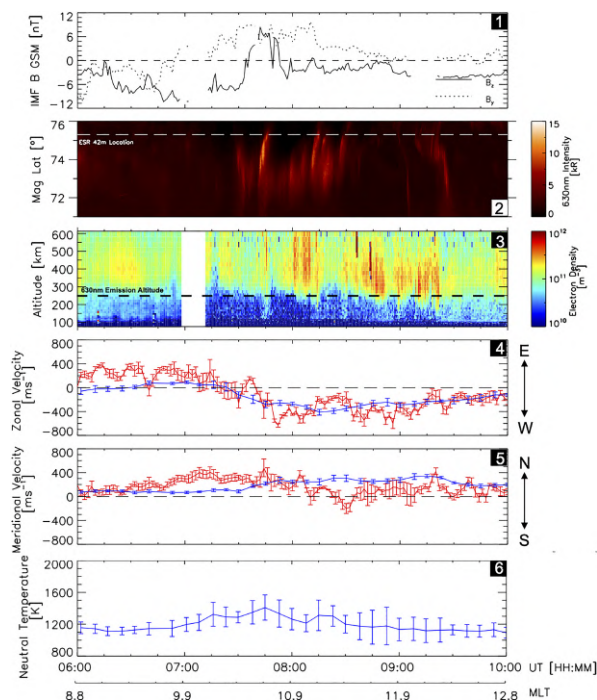 12
6
0
-6
-12
IMF B GSM [nT]
1
Bz
By
76
74
72
Mag Lat [°]
ESR 42m Location
2
15
10
5
0
630nm Intensity
[kR]
600
500
400
300
200
100
Altitude [km]
630nm Emission Altitude
3
10^12
10^11
10^10
Electron Density
[m^-3]
800
400
0
-400
-800
Zonal Velocity
[ms^-1]
4
E
W
800
400
0
-400
-800
Meridional Velocity
[ms^-1]
5
N
S
2000
1600
1200
800
Neutral Temperature
[K]
6
06:00 07:00 08:00 09:00 10:00 UT [HH:MM]
8.8 9.9 10.9 11.9 12.8 MLT